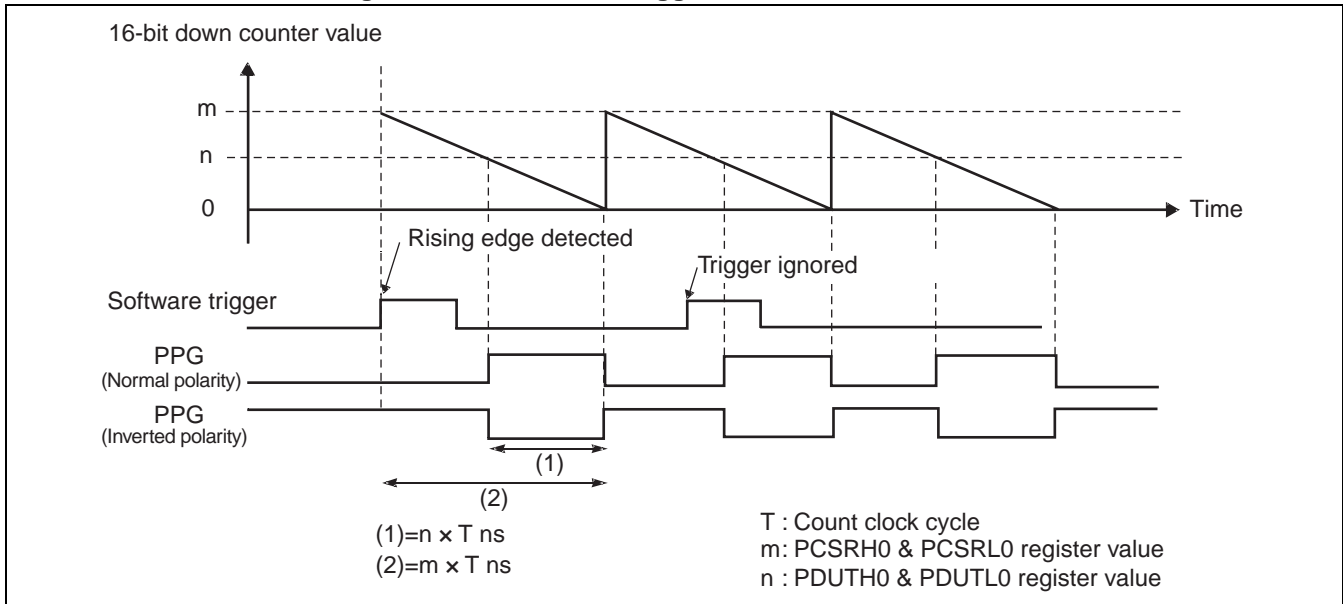 16-bit down counter value
m
n
0
Time
Rising edge detected
Trigger ignored
Software trigger
PPG
(Normal polarity)
PPG
(Inverted polarity)
(1)
(2)
(1)=n × T ns
(2)=m × T ns
T : Count clock cycle
m: PCSRH0 & PCSRL0 register value
n : PDUTH0 & PDUTL0 register value